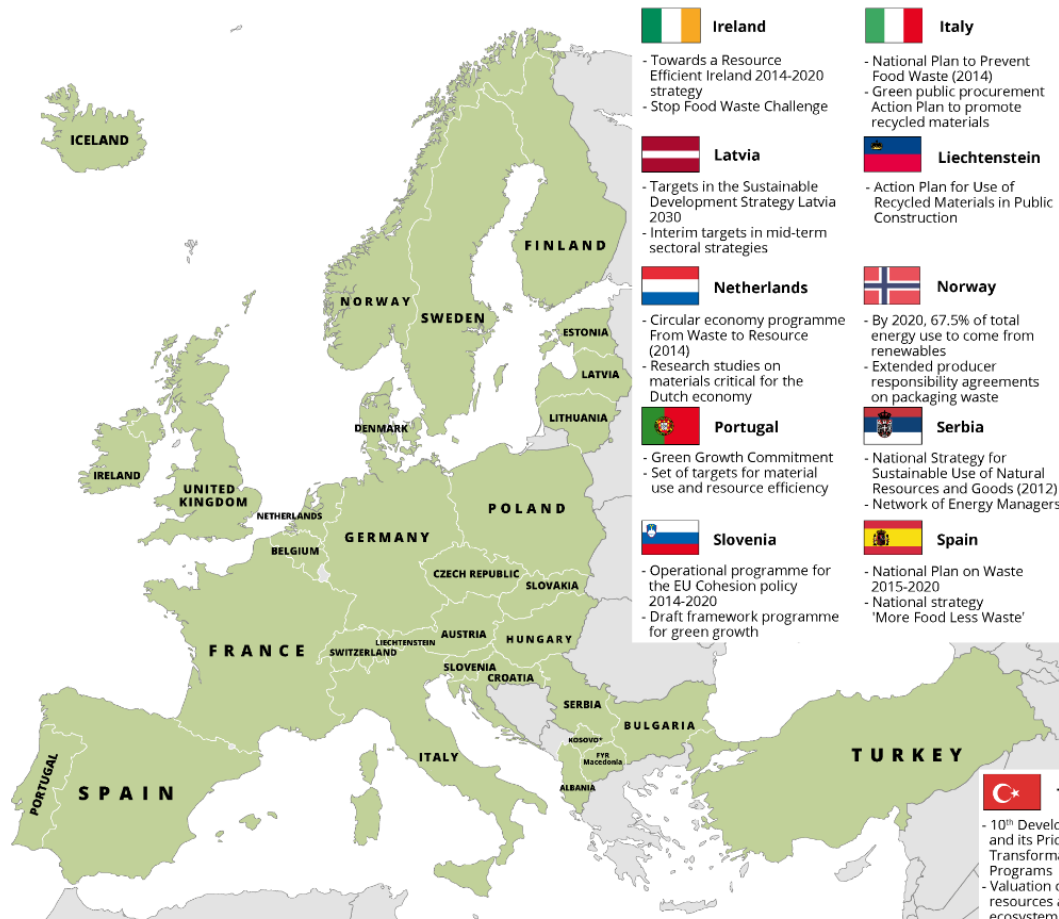 ICELAND
FINLAND
NORWAY
SWEDEN
ESTONIA
LATVIA
LITHUANIA
DENMARK
IRELAND
UNITED
KINGDOM
NETHERLANDS
BELGIUM
GERMANY
POLAND
CZECH REPUBLIC
SLOVAKIA
FRANCE
LIECHTENSTEIN
SWITZERLAND
AUSTRIA
HUNGARY
SLOVENIA
CROATIA
SERBIA
BULGARIA
KOSOVO*
FYR
Macedonia
ALBANIA
ITALY
PORTUGAL
SPAIN
TURKEY
Ireland
- Towards a Resource
Efficient Ireland 2014-2020
strategy
- Stop Food Waste Challenge
Italy
- National Plan to Prevent
Food Waste (2014)
- Green public procurement
Action Plan to promote
recycled materials
Latvia
- Targets in the Sustainable
Development Strategy Latvia
2030
- Interim targets in mid-term
sectoral strategies
Liechtenstein
- Action Plan for Use of
Recycled Materials in Public
Construction
Netherlands
- Circular economy programme
From Waste to Resource
(2014)
- Research studies on
materials critical for the
Dutch economy
Norway
- By 2020, 67.5% of total
energy use to come from
renewables
- Extended producer
responsibility agreements
on packaging waste
Portugal
- Green Growth Commitment
- Set of targets for material
use and resource efficiency
Serbia
- National Strategy for
Sustainable Use of Natural
Resources and Goods (2012)
- Network of Energy Managers
Slovenia
- Operational programme for
the EU Cohesion policy
2014-2020
- Draft framework programme
for green growth
Spain
- National Plan on Waste
2015-2020
- National strategy
'More Food Less Waste'
- 10th
and its
Programs
- Valuation
resources